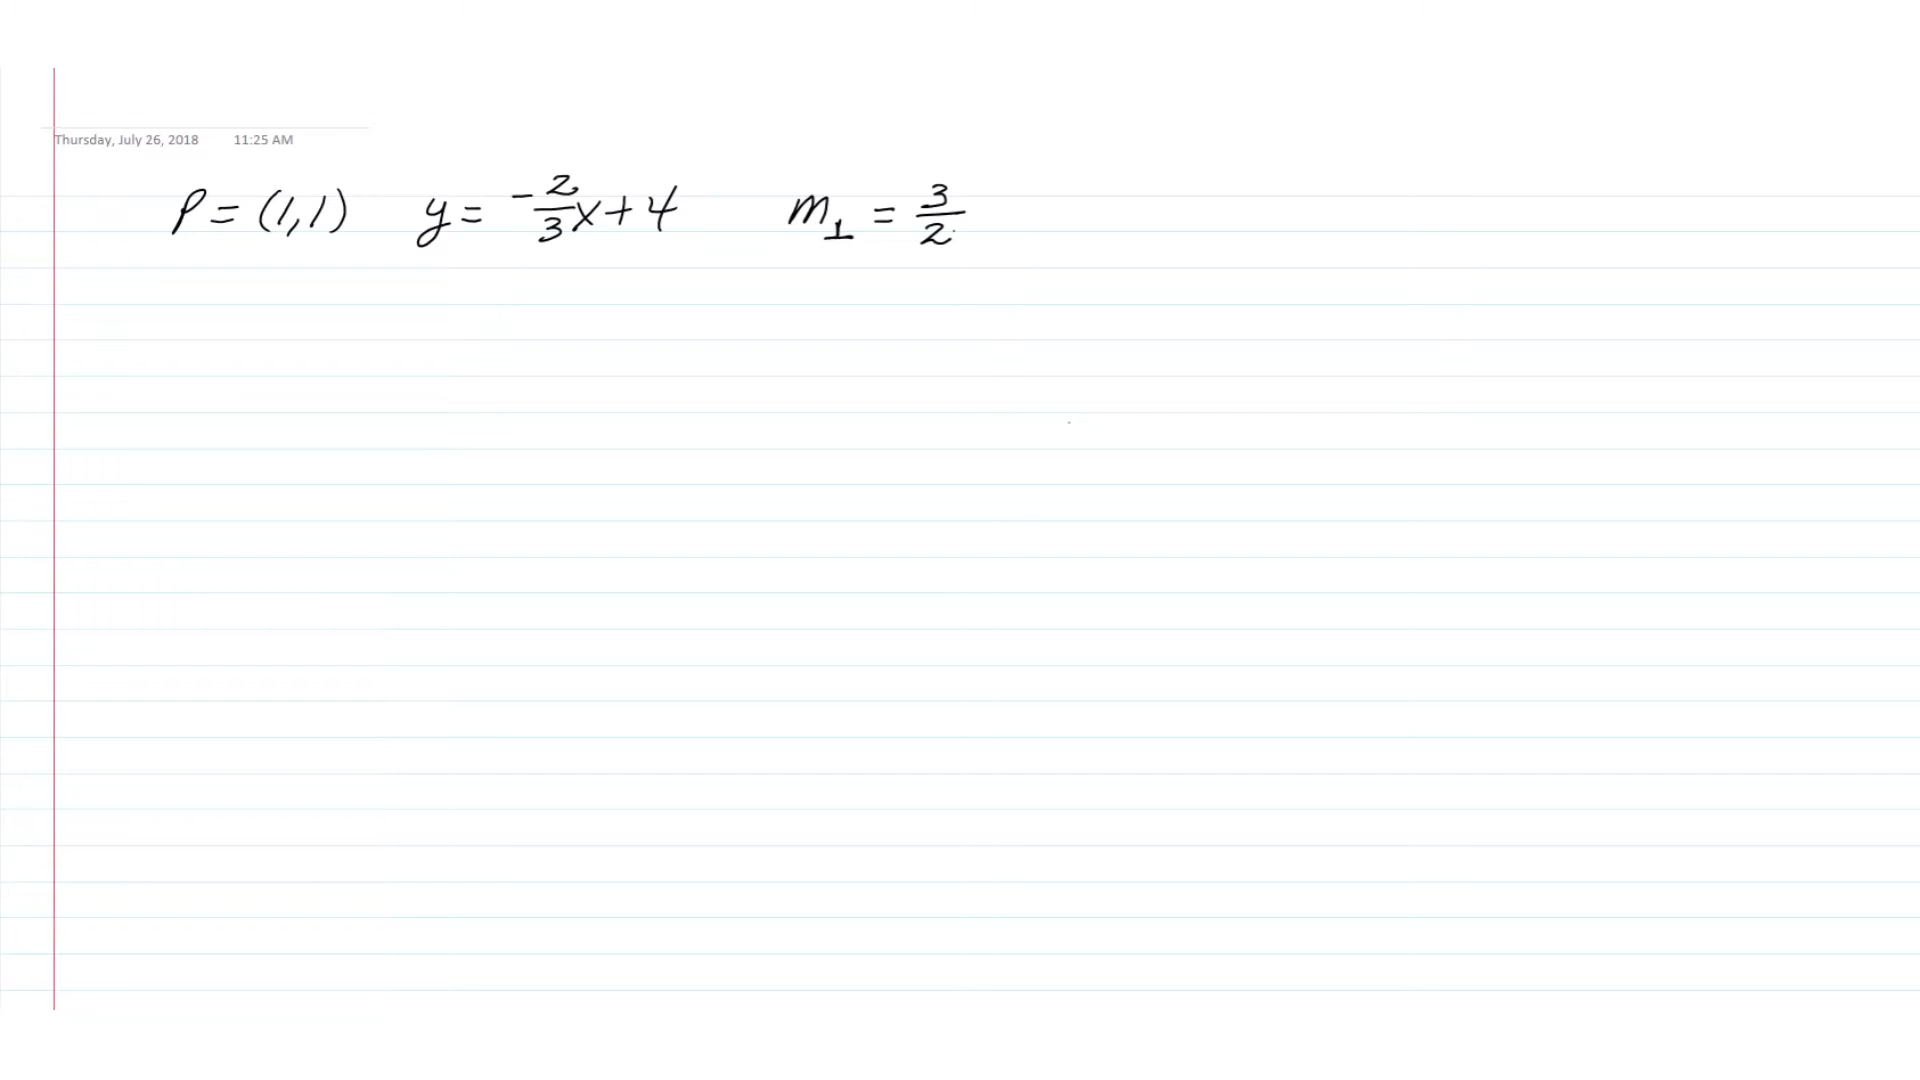 Thursday, July 26, 2018 11:25 AM
P = (1,1) y = -2/3x + 4 m⊥ = 3/2